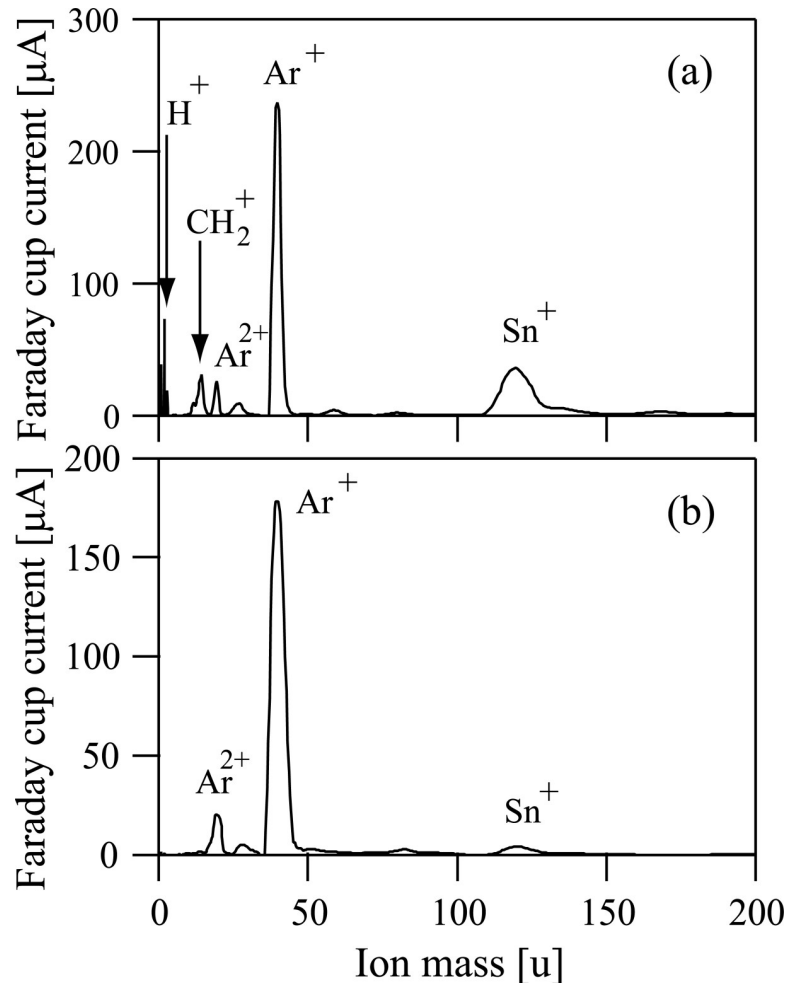 Faraday cup current [µA]
300
200
100
0
(a)
H⁺
CH₂⁺
Ar²⁺
Ar⁺
Sn⁺
Faraday cup current [µA]
200
150
100
50
0
(b)
Ar²⁺
Ar⁺
Sn⁺
0 50 100 150 200
Ion mass [u]